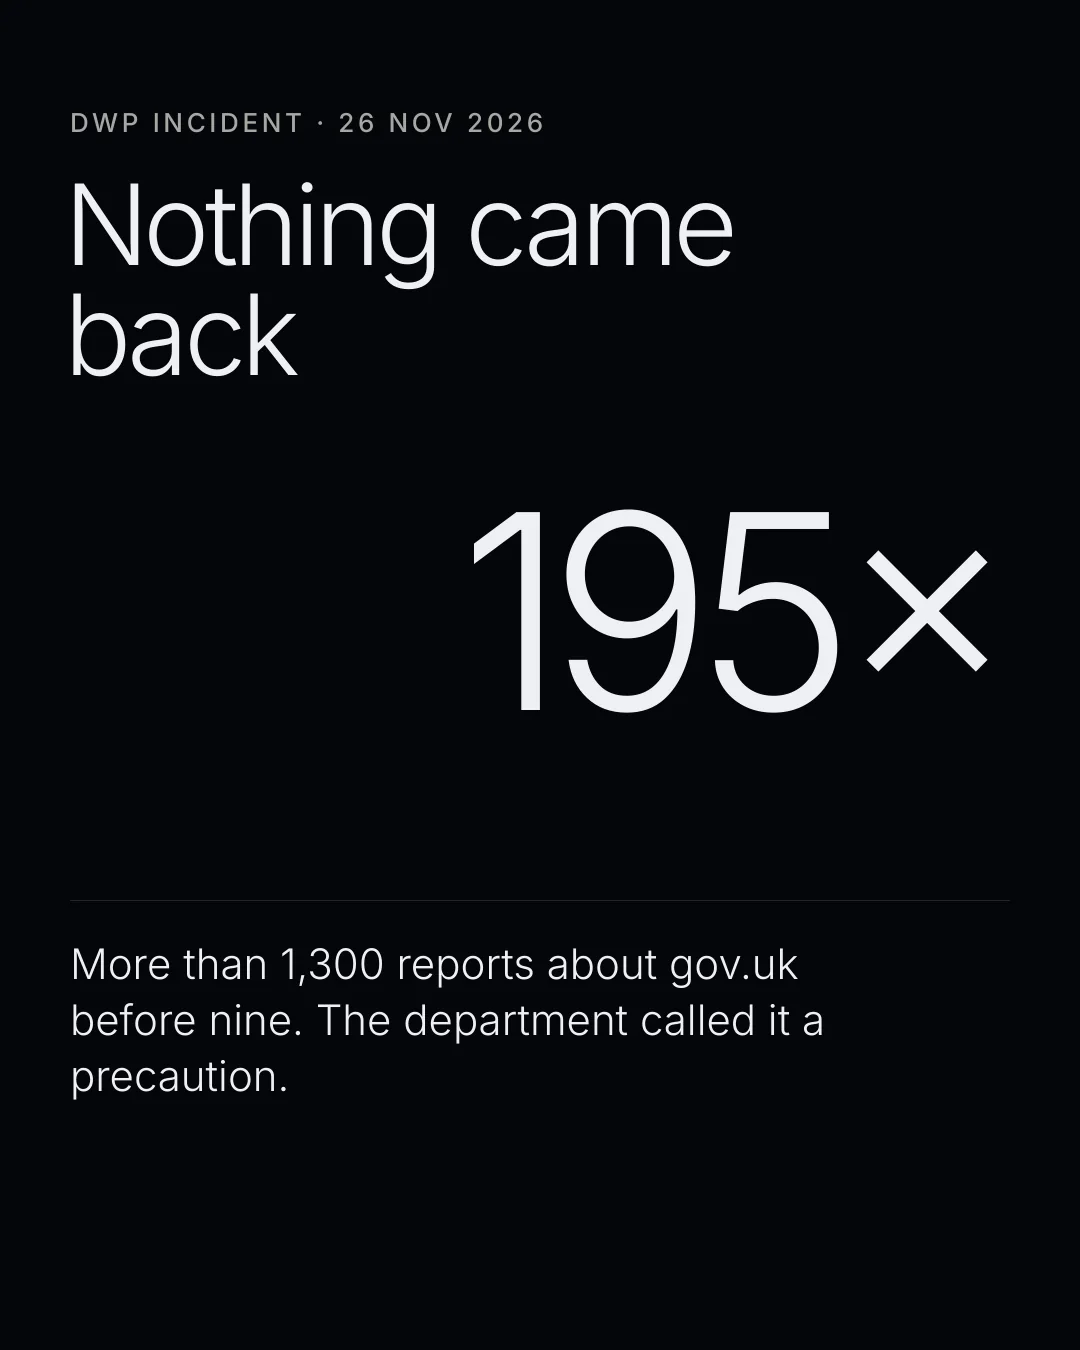 DWP INCIDENT · 26 NOV 2026
Nothing came
back
195×
More than 1,300 reports about gov.uk
before nine. The department called it a
precaution.